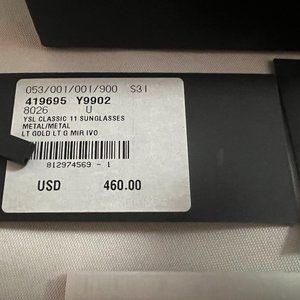 053/001/001/900 S31
419695 Y9902
8026 U
YSL CLASSIC 11 SUNGLASSES
METAL/METAL
LT GOLD LT G MIR IVO
812974569 - 1
USD 460.00